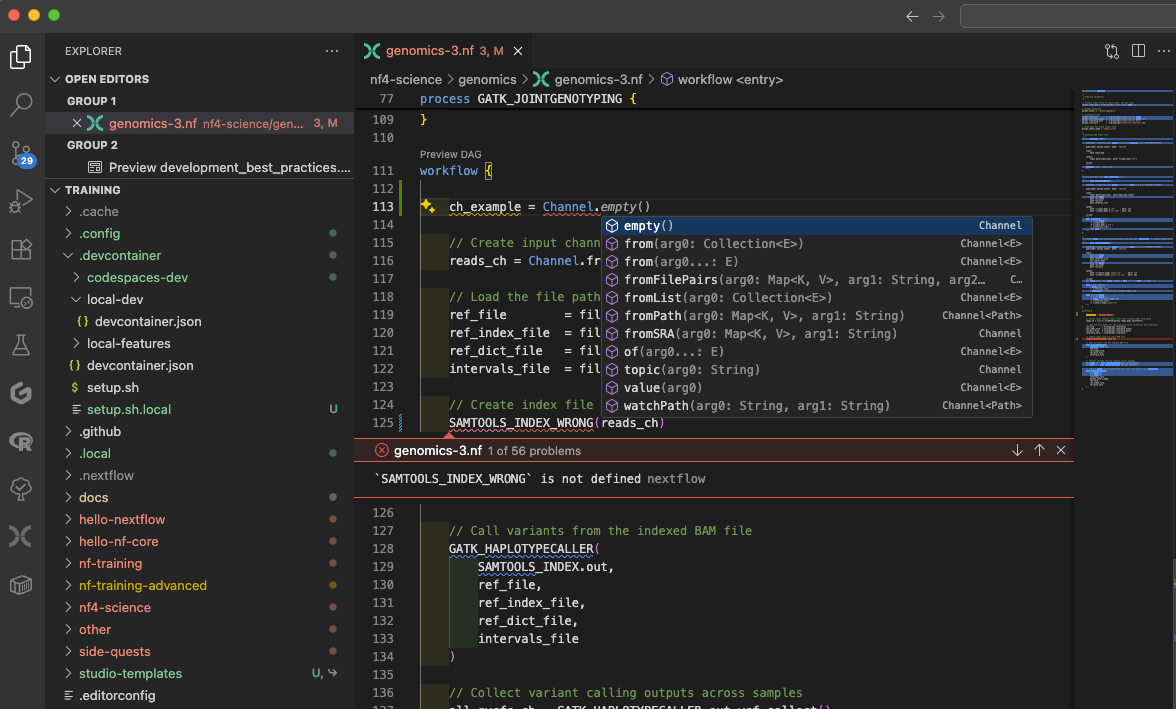 EXPLORER
OPEN EDITORS
GROUP 1
genomics-3.nf nf4-science/gen... 3, M
GROUP 2
Preview development_best_practices....
TRAINING
.cache
.config
.devcontainer
codespaces-dev
local-dev
{} devcontainer.json
local-features
{} devcontainer.json
$ setup.sh
setup.sh.local U
.github
.local
.nextflow
docs
hello-nextflow
hello-nf-core
nf-training
nf-training-advanced
nf4-science
other
side-quests
studio-templates U,
.editorconfig
29
genomics-3.nf 3, M
nf4-science > genomics > genomics-3.nf > workflow <entry>
77 process GATK_JOINTGENOTYPING {
109 }
110
Preview DAG
111 workflow {
112
113 ch_example = Channel.empty()
114
115 // Create input chann
116 reads_ch = Channel.fr
117
118 // Load the file path
119 ref_file = fil
120 ref_index_file = fil
121 ref_dict_file = fil
122 intervals_file = fil
123
124 // Create index file
125 SAMTOOLS_INDEX_WRONG(reads_ch)
empty() Channel
from(arg0: Collection<E>) Channel<E>
from(arg0...: E) Channel<E>
fromFilePairs(arg0: Map<K, V>, arg1: String, arg2… C…
fromList(arg0: Collection<E>) Channel<E>
fromPath(arg0: Map<K, V>, arg1: String) Channel<Path>
fromSRA(arg0: Map<K, V>, arg1: String) Channel
of(arg0...: E) Channel<E>
topic(arg0: String) Channel
value(arg0) Channel<E>
watchPath(arg0: String, arg1: String) Channel<Path>
genomics-3.nf 1 of 56 problems
`SAMTOOLS_INDEX_WRONG` is not defined nextflow
126
127 // Call variants from the indexed BAM file
128 GATK_HAPLOTYPECALLER(
129 SAMTOOLS_INDEX.out,
130 ref_file,
131 ref_index_file,
132 ref_dict_file,
133 intervals_file
134 )
135
136 // Collect variant calling outputs across samples
137 all_gvcfs_ch = GATK_HAPLOTYPECALLER.out.vcf.collect()